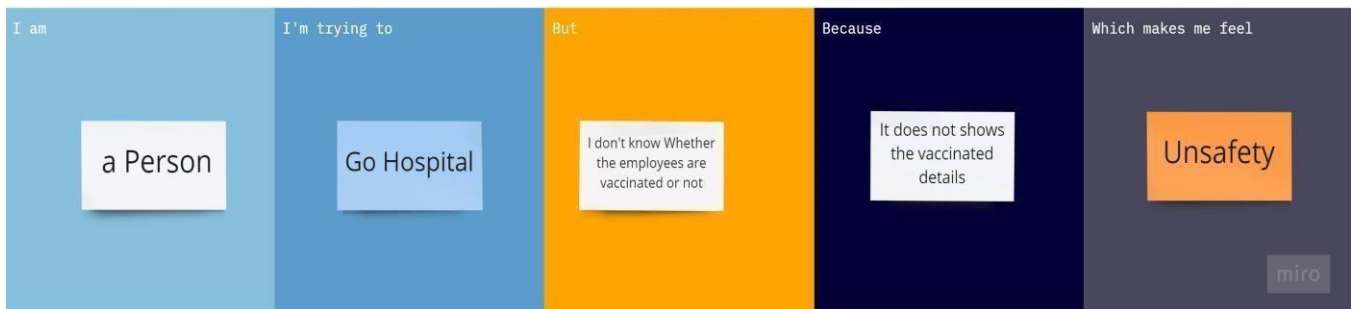 I am
a Person
I'm trying to
Go Hospital
But
I don't know Whether
the employees are
vaccinated or not
Because
It does not shows
the vaccinated
details
Which makes me feel
Unsafety
miro